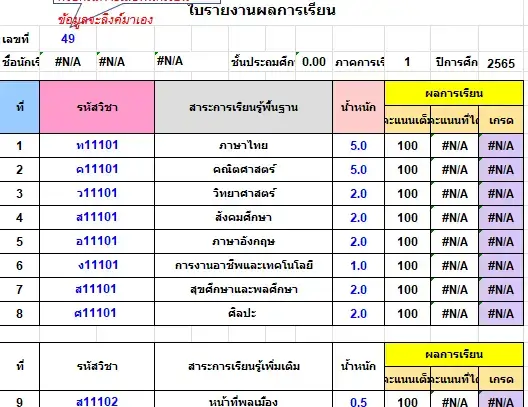 ใบรายงานผลการเรียน
ข้อมูลจะลิงค์มาเอง
เลขที่ 49
ชื่อนักเรี #N/A #N/A #N/A ชั้นประถมศึก 0.00 ภาคการเรี 1 ปีการศึก 2565
ที่ รหัสวิชา สาระการเรียนรู้พื้นฐาน น้ำหนัก ผลการเรียน
ะแนนเต็ ะแนนที่ได้ เกรด
1 ท11101 ภาษาไทย 5.0 100 #N/A #N/A
2 ค11101 คณิตศาสตร์ 5.0 100 #N/A #N/A
3 ว11101 วิทยาศาสตร์ 2.0 100 #N/A #N/A
4 ส11101 สังคมศึกษา 2.0 100 #N/A #N/A
5 อ11101 ภาษาอังกฤษ 2.0 100 #N/A #N/A
6 ง11101 การงานอาชีพและเทคโนโลยี 1.0 100 #N/A #N/A
7 ส11101 สุขศึกษาและพลศึกษา 2.0 100 #N/A #N/A
8 ศ11101 ศิลปะ 2.0 100 #N/A #N/A
ที่ รหัสวิชา สาระการเรียนรู้เพิ่มเติม น้ำหนัก ผลการเรียน
ะแนนเต็ ะแนนที่ได้ เกรด
9 ส11102 หน้าที่พลเมือง 0.5 100 #N/A #N/A